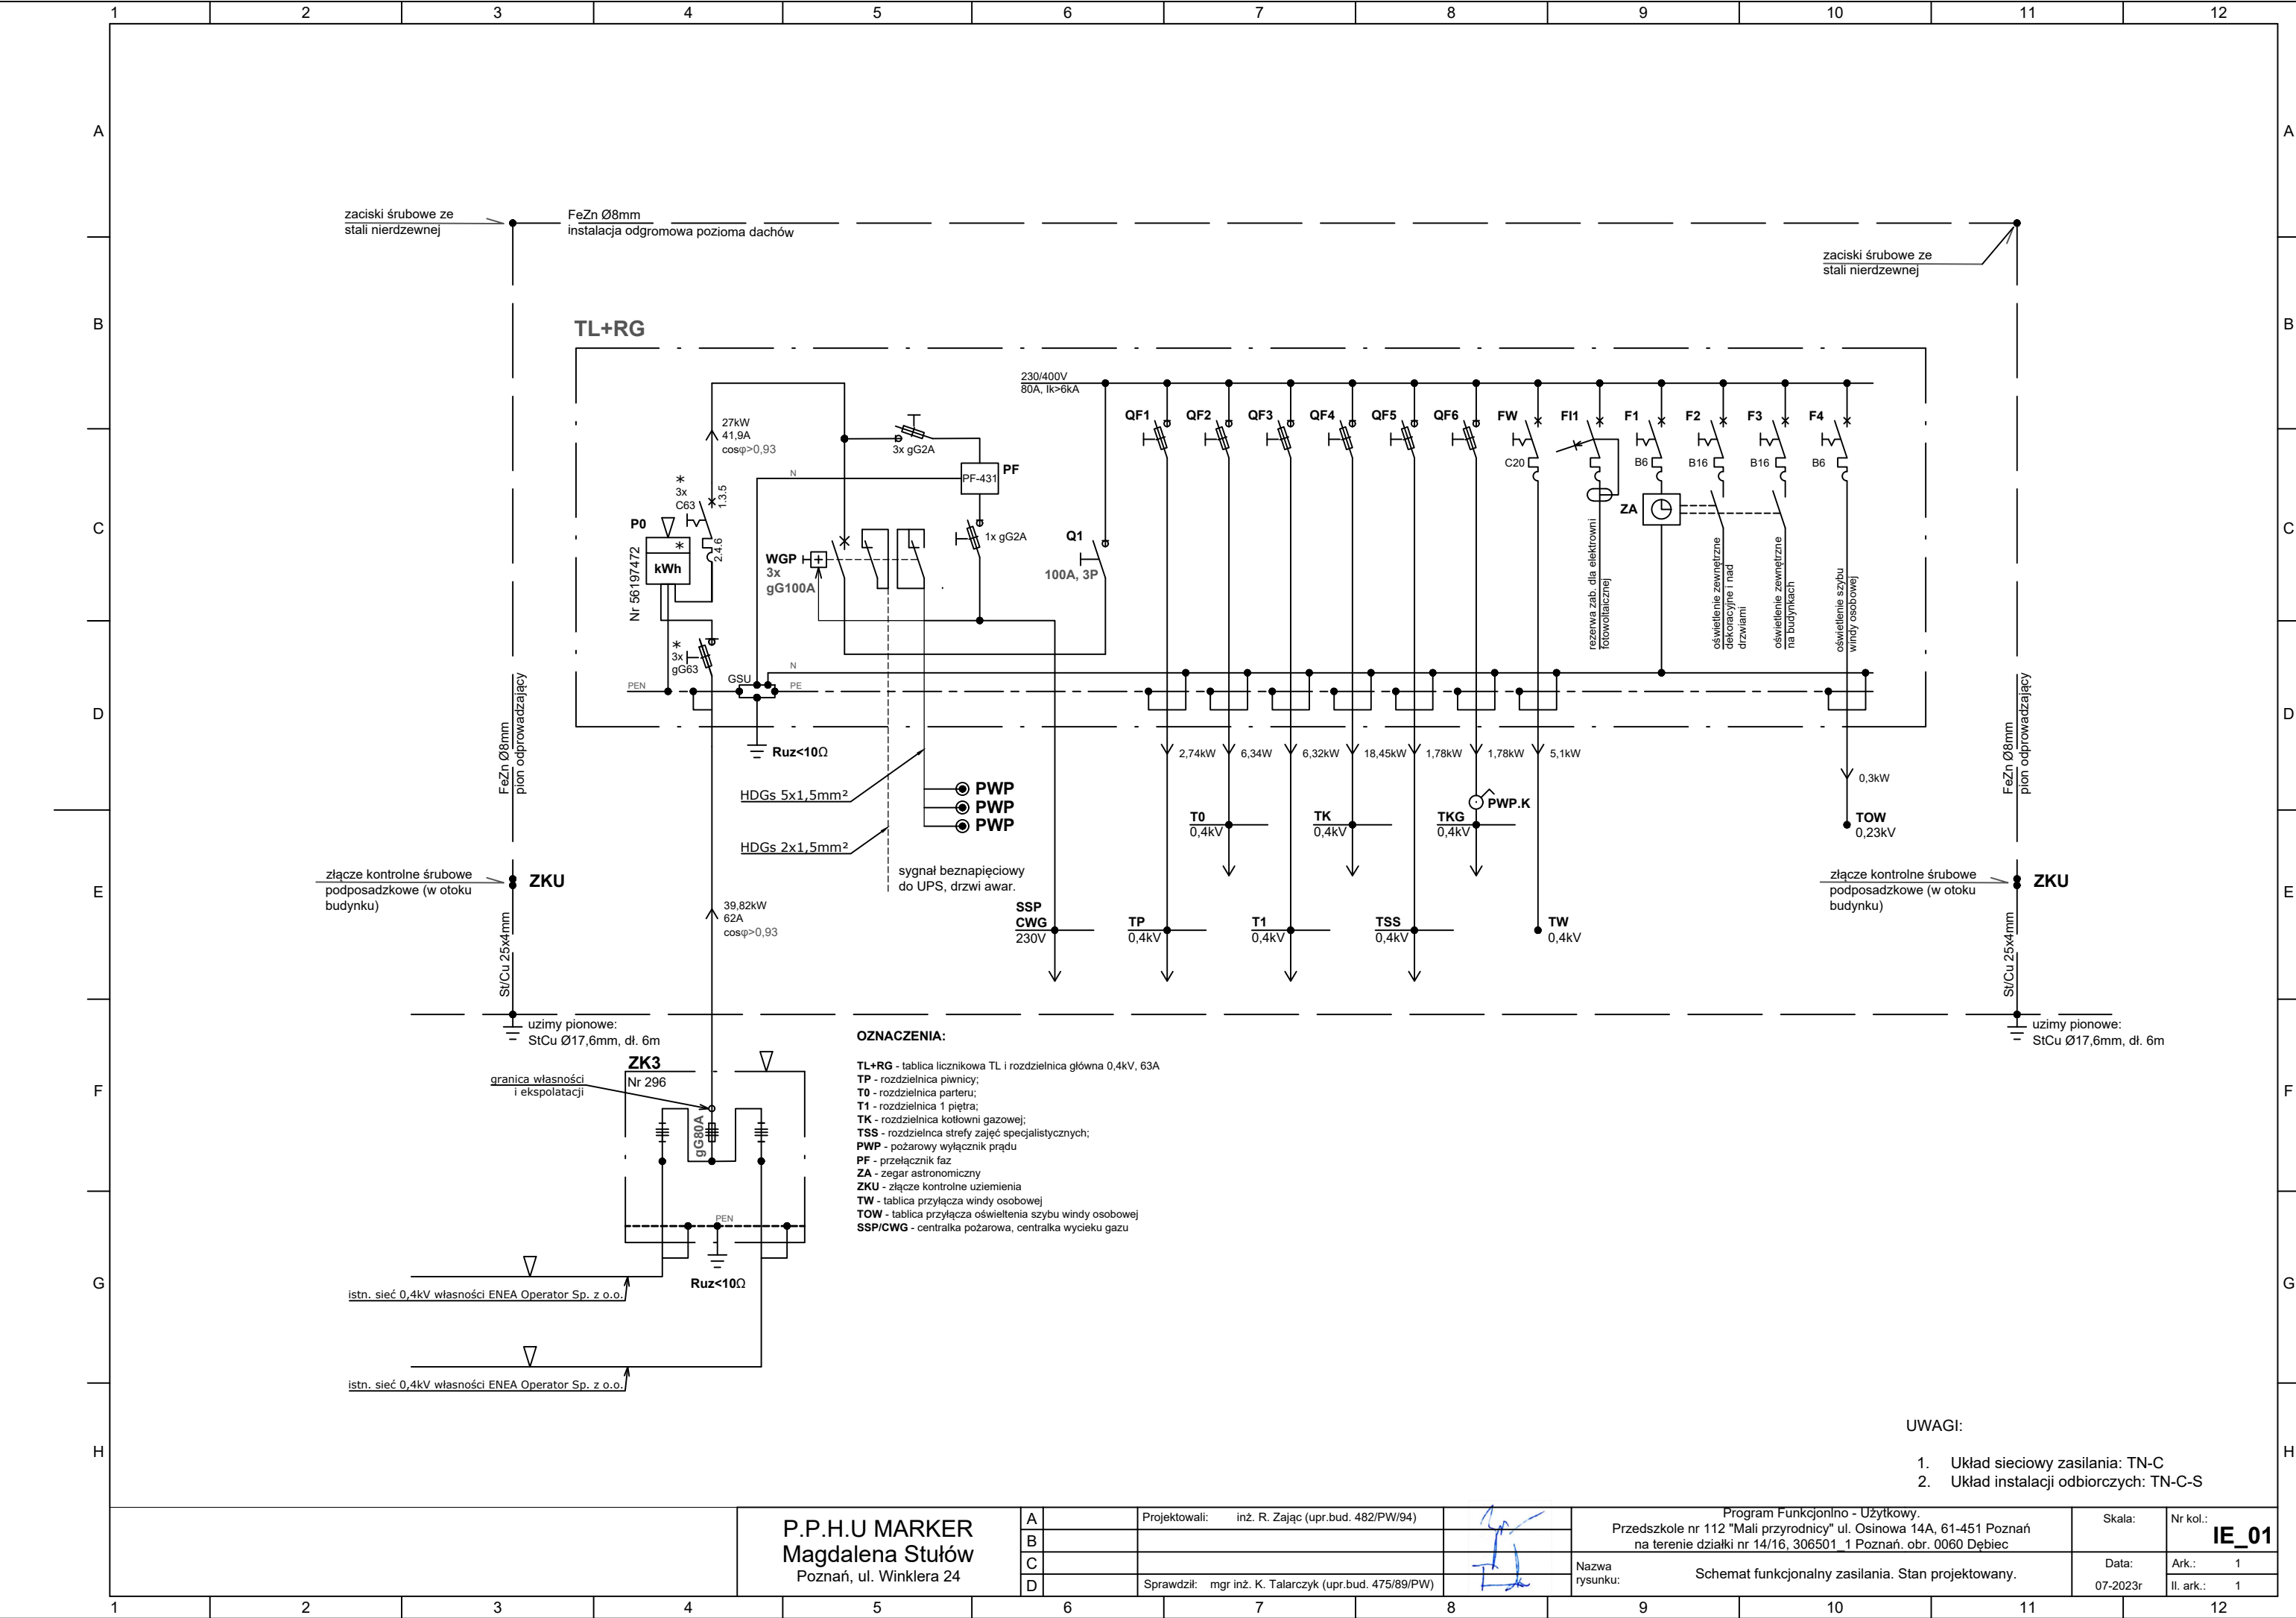 1 2 3 4 5 6 7 8 9 10 11 12
A
B
C
D
E
F
G
H
A
B
C
D
E
F
G
H
zaciski śrubowe ze
stali nierdzewnej
FeZn Ø8mm
instalacja odgromowa pozioma dachów
zaciski śrubowe ze
stali nierdzewnej
TL+RG
230/400V
80A, Ik>6kA
27kW
41,9A
cosφ>0,93
3x gG2A
PF
PF-431
N
*
3x
C63
1.3.5
2.4.6
P0
*
kWh
Nr 56197472
WGP
3x
gG100A
1x gG2A
Q1
100A, 3P
QF1
QF2
QF3
QF4
QF5
QF6
FW
FI1
F1
F2
F3
F4
C20
B6
B16
B16
B6
ZA
rezerwa zab. dla elektrowni
fotowoltaicznej
oświetlenie zewnętrzne
dekoracyjne i nad
drzwiami
oświetlenie zewnętrzne
na budynkach
oświetlenie szybu
windy osobowej
*
3x
gG63
PEN
GSU
N
PE
Ruz<10Ω
HDGs 5x1,5mm²
HDGs 2x1,5mm²
PWP
PWP
PWP
sygnał beznapięciowy
do UPS, drzwi awar.
2,74kW
6,34W
6,32kW
18,45kW
1,78kW
1,78kW
5,1kW
0,3kW
PWP.K
T0
0,4kV
TK
0,4kV
TKG
0,4kV
TOW
0,23kV
SSP
CWG
230V
TP
0,4kV
T1
0,4kV
TSS
0,4kV
TW
0,4kV
FeZn Ø8mm
pion odprowadzający
złącze kontrolne śrubowe
podposadzkowe (w otoku
budynku)
ZKU
St/Cu 25x4mm
uzimy pionowe:
StCu Ø17,6mm, dł. 6m
FeZn Ø8mm
pion odprowadzający
złącze kontrolne śrubowe
podposadzkowe (w otoku
budynku)
ZKU
St/Cu 25x4mm
uzimy pionowe:
StCu Ø17,6mm, dł. 6m
39,82kW
62A
cosφ>0,93
ZK3
Nr 296
granica własności
i ekspolatacji
gG80A
PEN
Ruz<10Ω
istn. sieć 0,4kV własności ENEA Operator Sp. z o.o.
istn. sieć 0,4kV własności ENEA Operator Sp. z o.o.
OZNACZENIA:
TL+RG - tablica licznikowa TL i rozdzielnica główna 0,4kV, 63A
TP - rozdzielnica piwnicy;
T0 - rozdzielnica parteru;
T1 - rozdzielnica 1 piętra;
TK - rozdzielnica kotłowni gazowej;
TSS - rozdzielnca strefy zajęć specjalistycznych;
PWP - pożarowy wyłącznik prądu
PF - przełącznik faz
ZA - zegar astronomiczny
ZKU - złącze kontrolne uziemienia
TW - tablica przyłącza windy osobowej
TOW - tablica przyłącza oświeltenia szybu windy osobowej
SSP/CWG - centralka pożarowa, centralka wycieku gazu
UWAGI:
1. Układ sieciowy zasilania: TN-C
2. Układ instalacji odbiorczych: TN-C-S
P.P.H.U MARKER
Magdalena Stułów
Poznań, ul. Winklera 24
A
B
C
D
Projektowali: inż. R. Zając (upr.bud. 482/PW/94)
Sprawdził: mgr inż. K. Talarczyk (upr.bud. 475/89/PW)
Program Funkcjonlno - Użytkowy.
Przedszkole nr 112 "Mali przyrodnicy" ul. Osinowa 14A, 61-451 Poznań
na terenie działki nr 14/16, 306501_1 Poznań. obr. 0060 Dębiec
Nazwa
rysunku:
Schemat funkcjonalny zasilania. Stan projektowany.
Skala:
Data:
07-2023r
Nr kol.:
IE_01
Ark.: 1
Il. ark.: 1
1 2 3 4 5 6 7 8 9 10 11 12